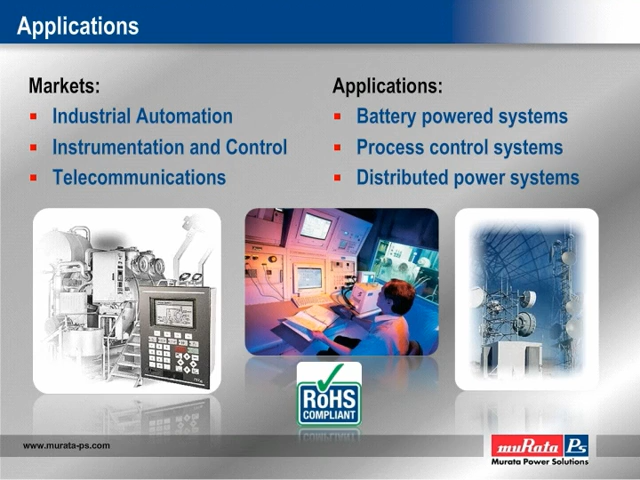 Applications
Markets:
Industrial Automation
Instrumentation and Control
Telecommunications
Applications:
Battery powered systems
Process control systems
Distributed power systems
RoHS
COMPLIANT
www.murata-ps.com
muRata Ps
Murata Power Solutions